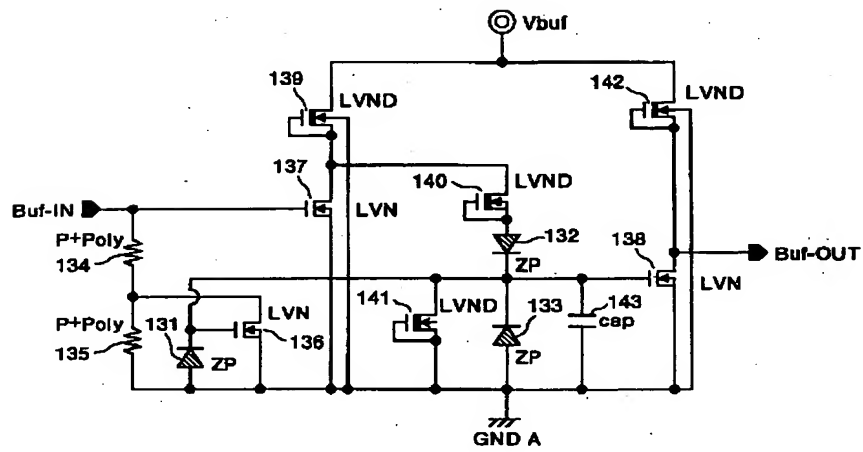 Vbuf
139
LVND
142
LVND
137
LVN
140
LVND
Buf-IN
P+Poly
134
132
ZP
138
LVN
Buf-OUT
P+Poly
135
131
ZP
LVN
136
141
LVND
133
ZP
143
cap
GND A